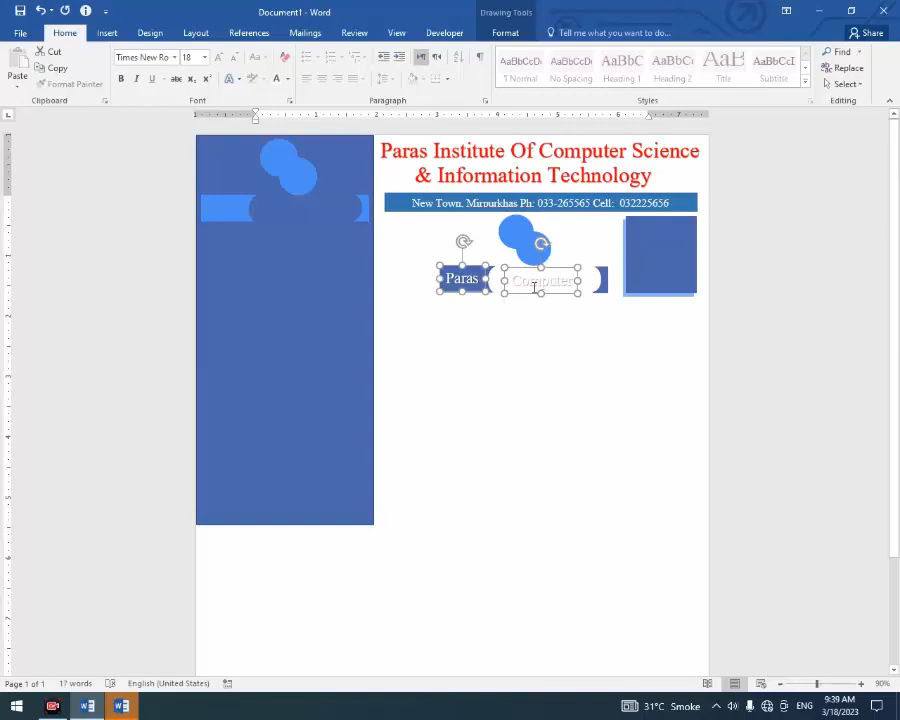 Document1 - Word
Drawing Tools
File
Home
Insert
Design
Layout
References
Mailings
Review
View
Developer
Format
Tell me what you want to do...
Share
Paste
Cut
Copy
Format Painter
Clipboard
Times New Ro
18
Font
Paragraph
AaBbCcDc
¶ Normal
AaBbCcDc
No Spacing
AaBbC
Heading 1
AaBbCc
Heading 2
AaB
Title
AaBbCcD
Subtitle
Styles
Find
Replace
Select
Editing
Paras Institute Of Computer Science
& Information Technology
New Town, Mirpurkhas Ph: 033-265565 Cell: 032225656
Paras
Computer
Page 1 of 1
17 words
English (United States)
90%
31°C Smoke
ENG
9:39 AM
3/18/2023